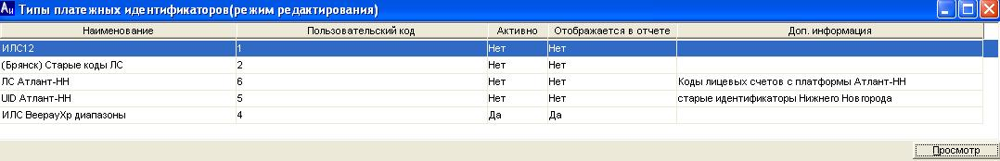 Типы платежных идентификаторов(режим редактирования)
Наименование Пользовательский код Активно Отображается в отчете Доп. информация
ИЛС12 1 Нет Нет
(Брянск) Старые коды ЛС 2 Нет Нет
ЛС Атлант-НН 6 Нет Нет Коды лицевых счетов с платформы Атлант-НН
UID Атлант-НН 5 Нет Нет старые идентификаторы Нижнего Новгорода
ИЛС BeepayXp диапазоны 4 Да Да
Просмотр